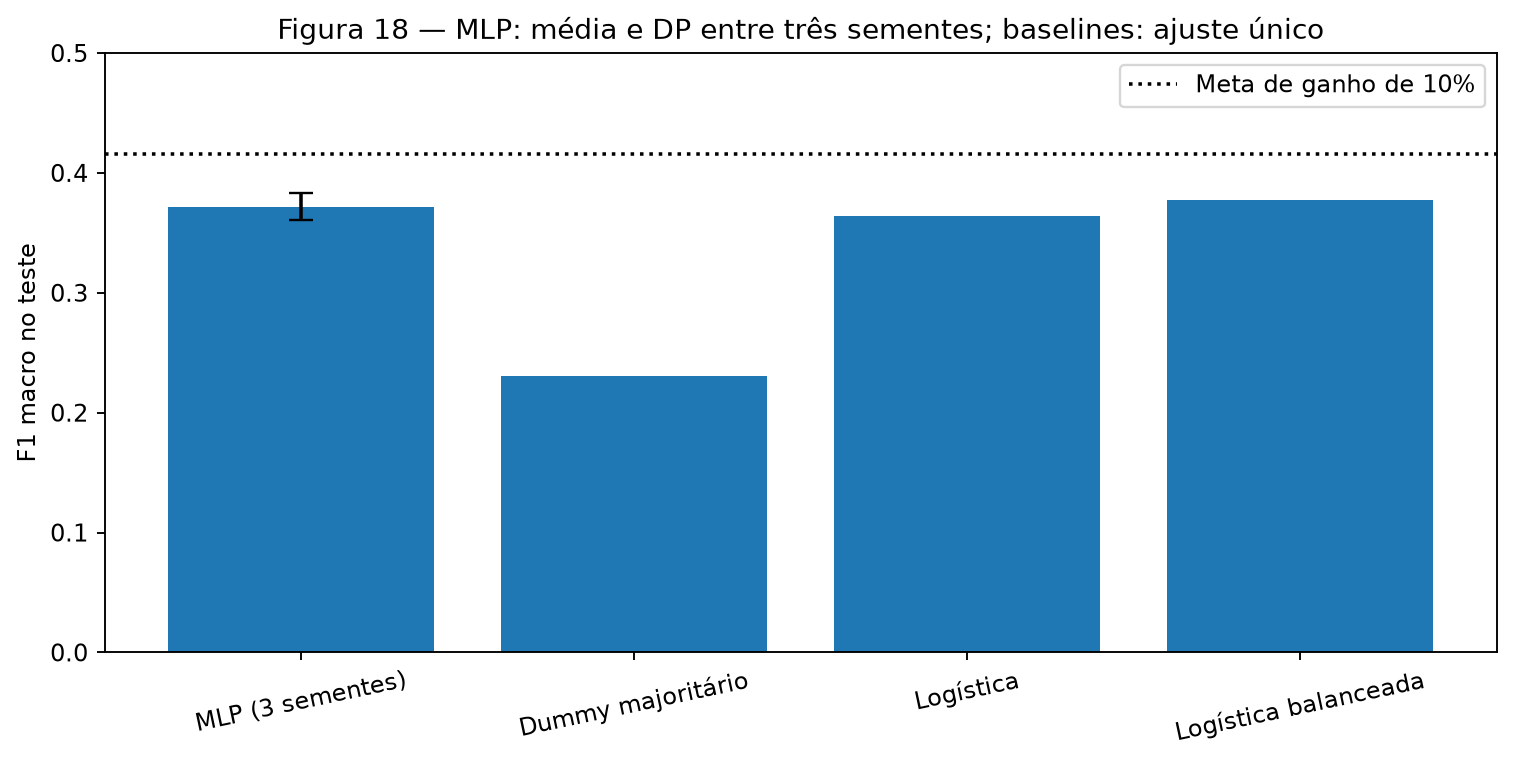 Figura 18 — MLP: média e DP entre três sementes; baselines: ajuste único
Meta de ganho de 10%
F1 macro no teste
0.5
0.4
0.3
0.2
0.1
0.0
MLP (3 sementes)
Dummy majoritário
Logística
Logística balanceada